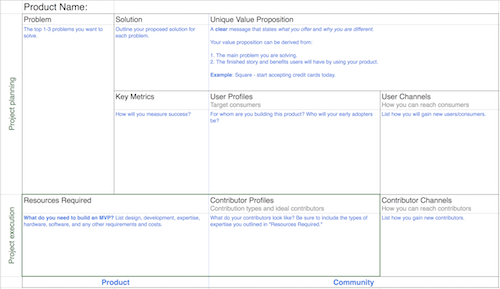 Product Name:
Problem
The top 1-3 problems you want to
solve.
Solution
Outline your proposed solution for
each problem.
Unique Value Proposition
A clear message that states what you offer and why you are different.
Your value proposition can be derived from:
1. The main problem you are solving.
2. The finished story and benefits users will have by using your product.
Example: Square - start accepting credit cards today.
Project planning
Key Metrics
How will you measure success?
User Profiles
Target consumers
For whom are you building this product? Who will your early adopters
be?
User Channels
How you can reach consumers
List how you will gain new users/consumers.
Project execution
Resources Required
What do you need to build an MVP? List design, development, expertise,
hardware, software, and any other requirements and costs.
Contributor Profiles
Contribution types and ideal contributors
What do your contributors look like? Be sure to include the types of
expertise you outlined in "Resources Required."
Contributor Channels
How you can reach contributors
List how you gain new contributors.
Product
Community